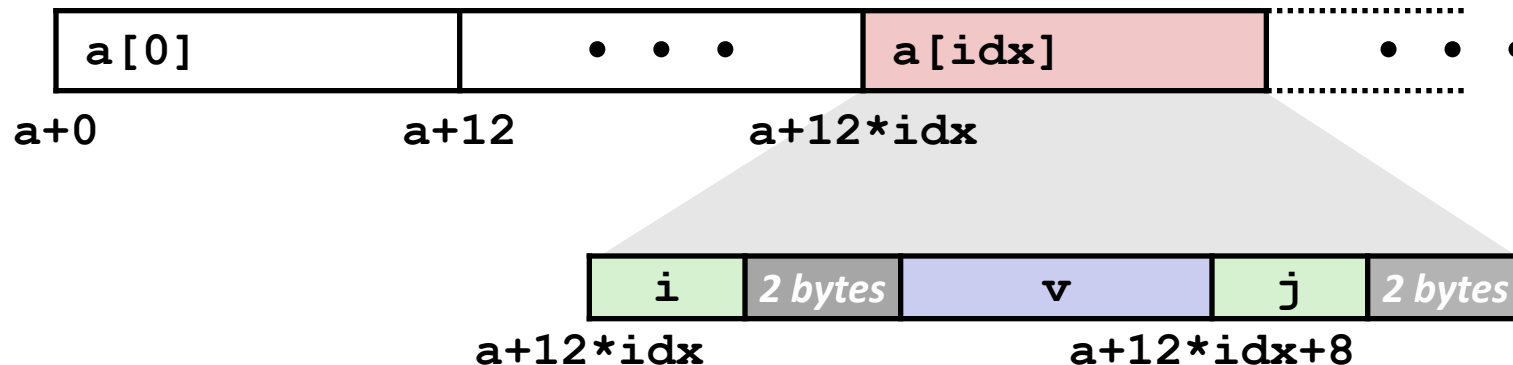 a[0] • • • a[idx] • • •
a+0 a+12 a+12*idx
i 2 bytes v j 2 bytes
a+12*idx a+12*idx+8